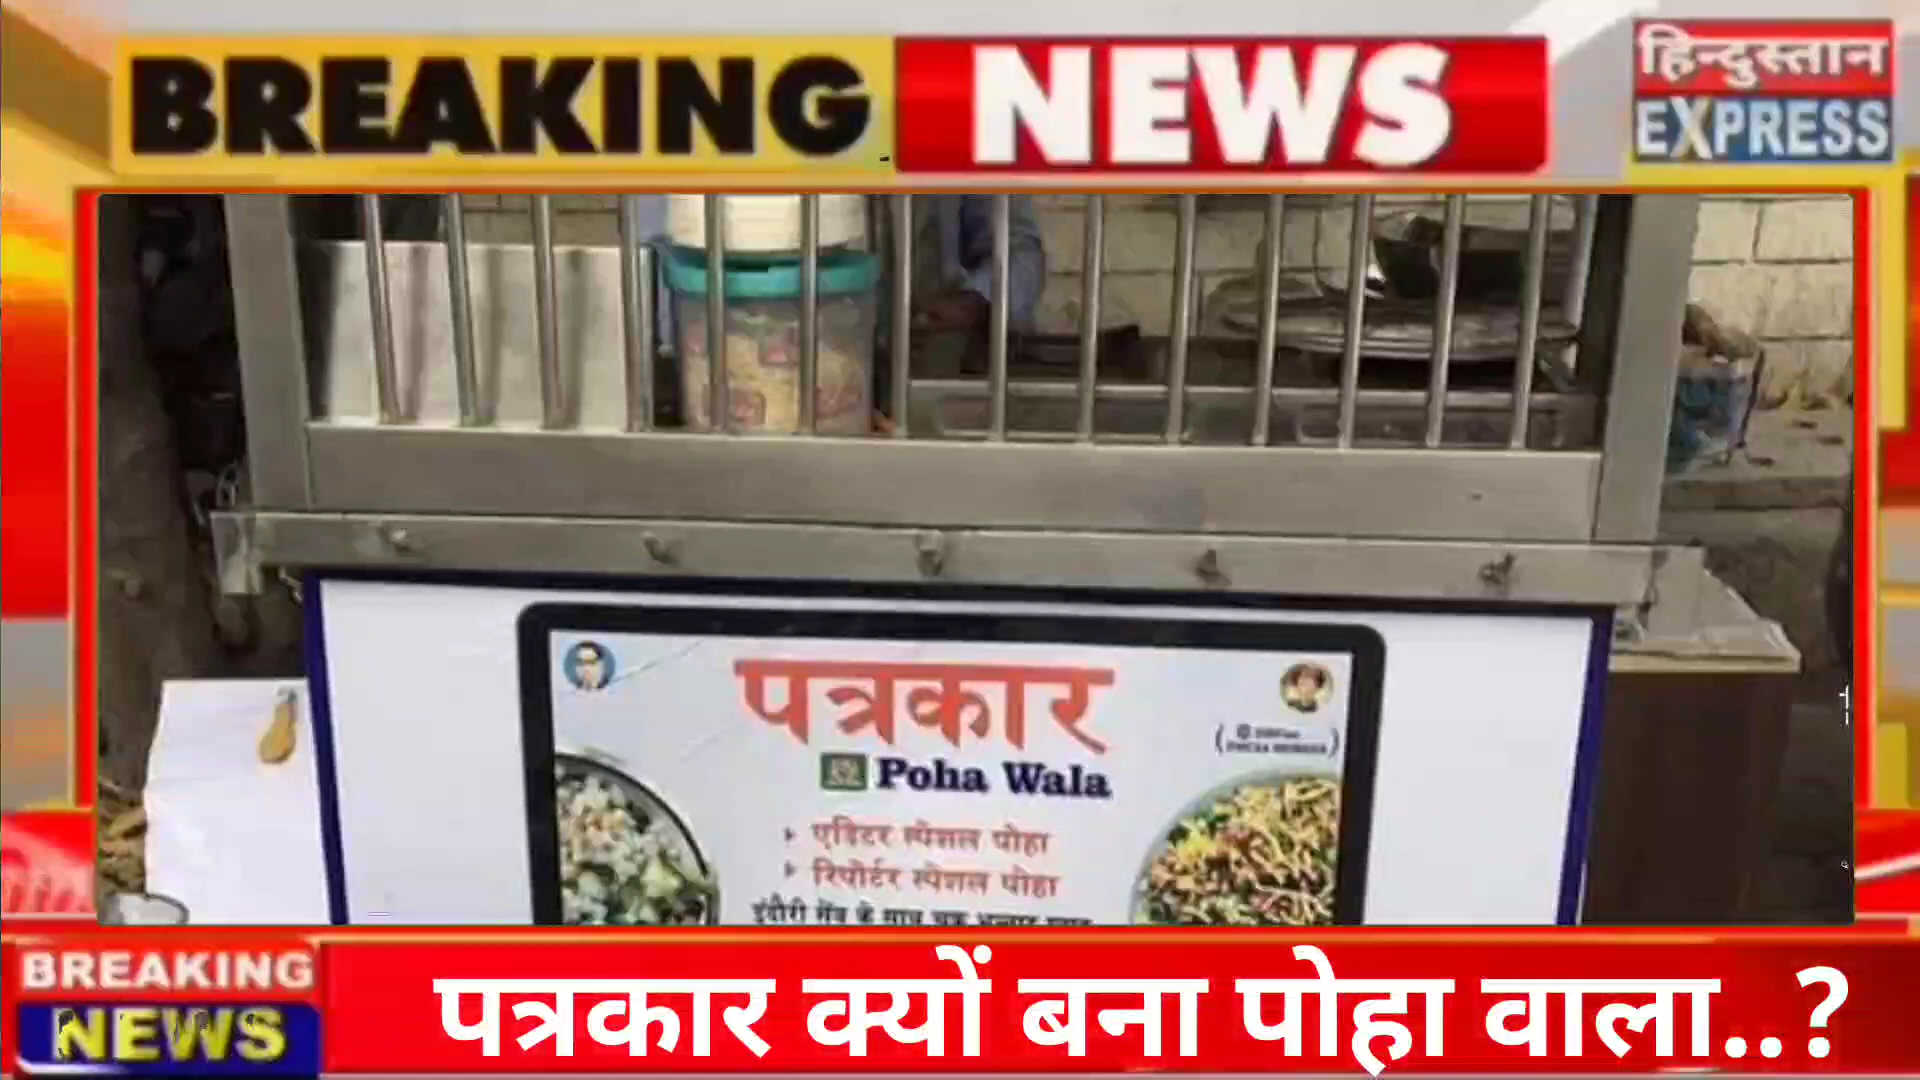 BREAKING NEWS
हिन्दुस्तान
EXPRESS
पत्रकार
Poha Wala
एडिटर स्पेशल पोहा
रिपोर्टर स्पेशल पोहा
इंदौरी सेंव के साथ
BREAKING
NEWS
पत्रकार क्यों बना पोहा वाला..?